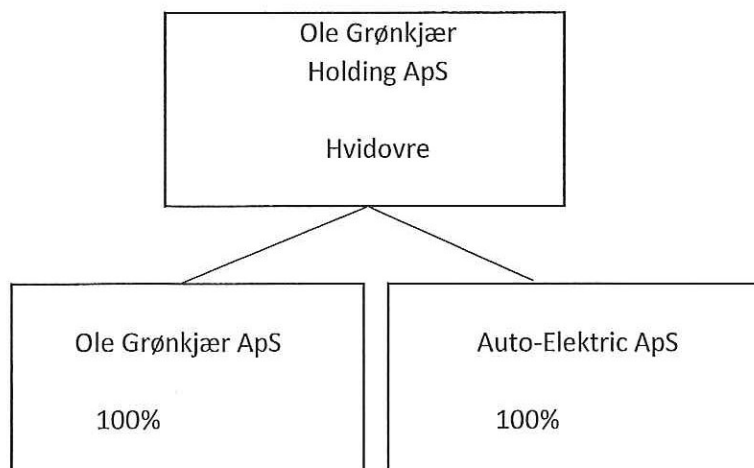 Ole Grønkjær
Holding ApS
Hvidovre
Ole Grønkjær ApS
100%
Auto-Elektric ApS
100%